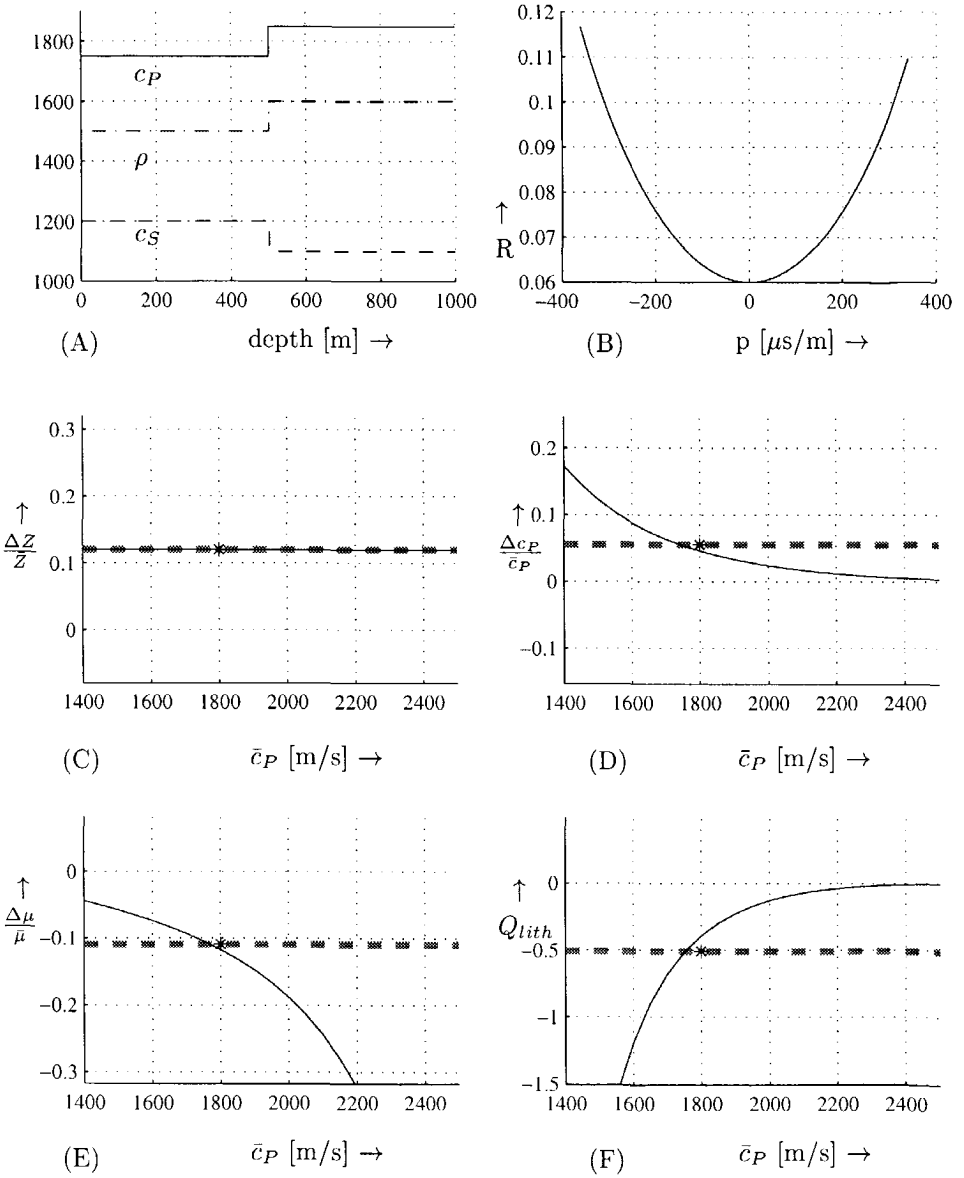 1800
1600
1400
1200
1000
c_P
ρ
c_S
0 200 400 600 800 1000
(A) depth [m] →
0.12
0.11
0.1
0.09
0.08
0.07
0.06
↑
R
−400 −200 0 200 400
(B) p [μs/m] →
0.3
0.2
0.1
0
↑
ΔZ
Z̄
1400 1600 1800 2000 2200 2400
(C) c̄_P [m/s] →
0.2
0.1
0
−0.1
↑
Δc_P
c̄_P
1400 1600 1800 2000 2200 2400
(D) c̄_P [m/s] →
0
−0.1
−0.2
−0.3
↑
Δμ
μ̄
1400 1600 1800 2000 2200 2400
(E) c̄_P [m/s] →
0
−0.5
−1
−1.5
↑
Q_lith
1400 1600 1800 2000 2200 2400
(F) c̄_P [m/s] →